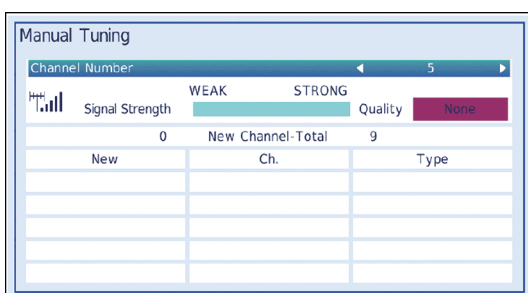 Manual Tuning
Channel Number 5
WEAK STRONG
Signal Strength Quality None
0 New Channel-Total 9
New Ch. Type